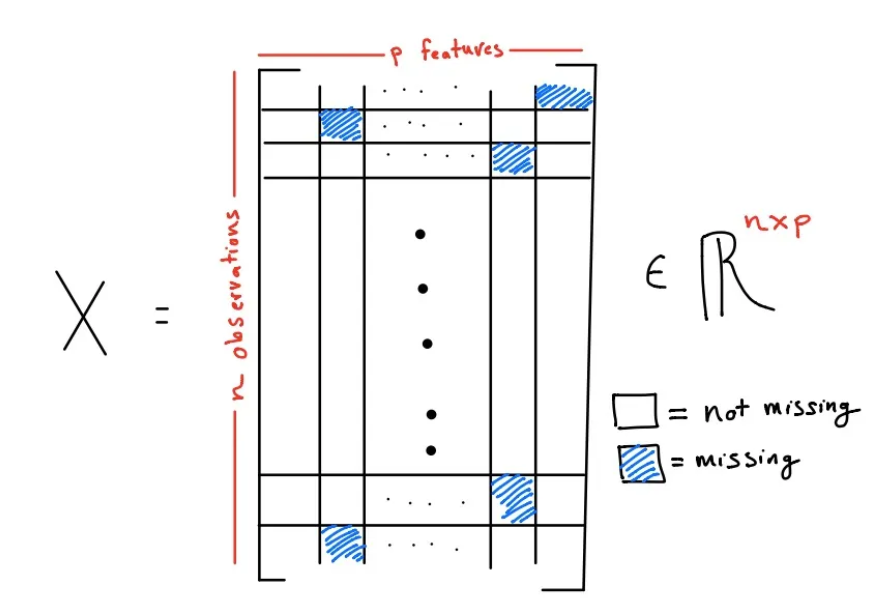 p features
n observations
X = ∈ ℝ^{n×p}
= not missing
= missing